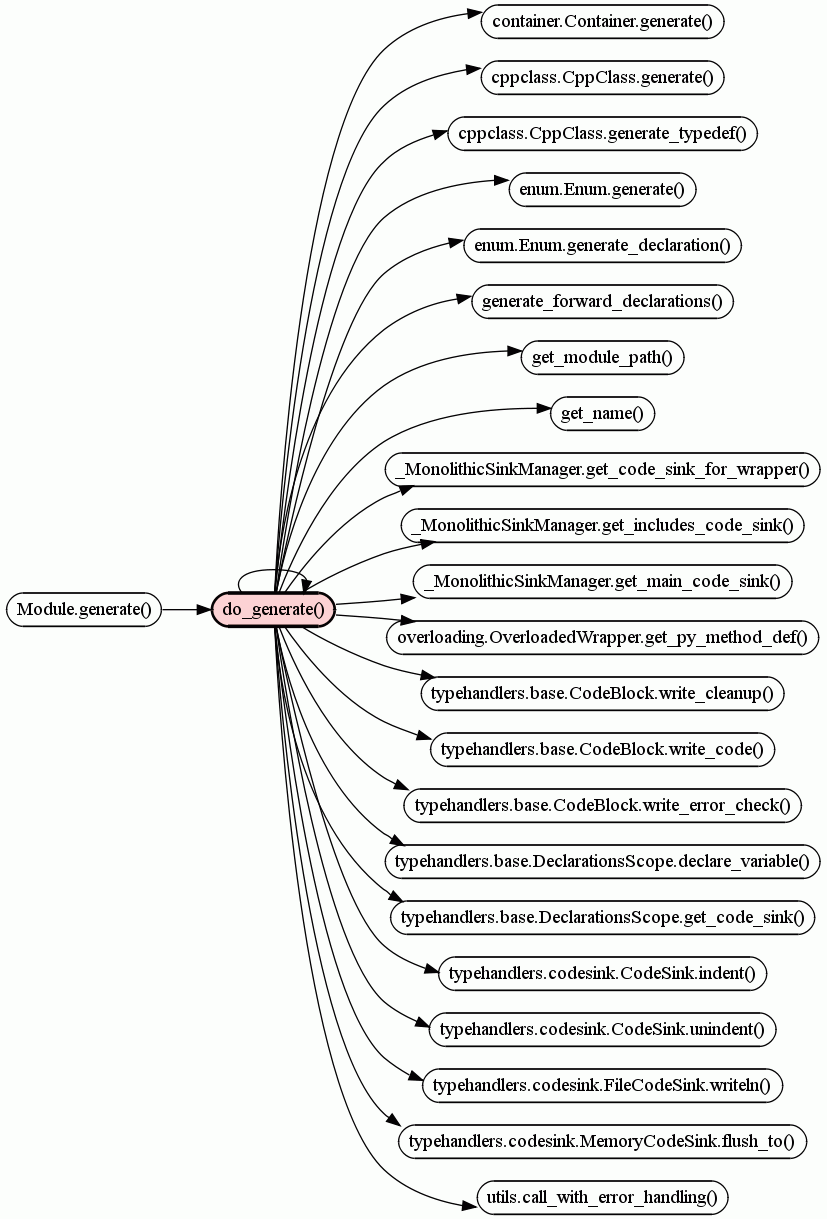 container.Container.generate()
cppclass.CppClass.generate()
cppclass.CppClass.generate_typedef()
enum.Enum.generate()
enum.Enum.generate_declaration()
generate_forward_declarations()
get_module_path()
get_name()
_MonolithicSinkManager.get_code_sink_for_wrapper()
_MonolithicSinkManager.get_includes_code_sink()
_MonolithicSinkManager.get_main_code_sink()
Module.generate()
do_generate()
overloading.OverloadedWrapper.get_py_method_def()
typehandlers.base.CodeBlock.write_cleanup()
typehandlers.base.CodeBlock.write_code()
typehandlers.base.CodeBlock.write_error_check()
typehandlers.base.DeclarationsScope.declare_variable()
typehandlers.base.DeclarationsScope.get_code_sink()
typehandlers.codesink.CodeSink.indent()
typehandlers.codesink.CodeSink.unindent()
typehandlers.codesink.FileCodeSink.writeln()
typehandlers.codesink.MemoryCodeSink.flush_to()
utils.call_with_error_handling()